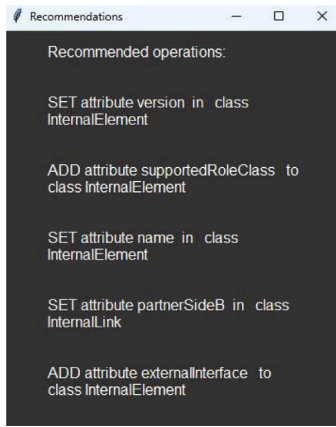 Recommendations
Recommended operations:
SET attribute version in class
InternalElement
ADD attribute supportedRoleClass to
class InternalElement
SET attribute name in class
InternalElement
SET attribute partnerSideB in class
InternalLink
ADD attribute externalInterface to
class InternalElement